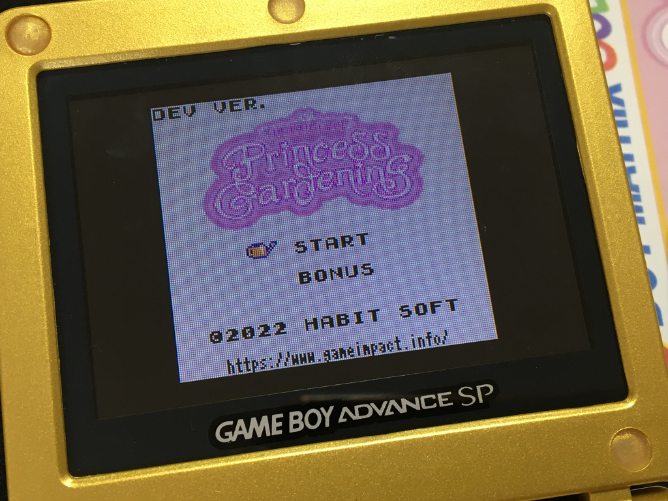 DEV VER.
Princess
Gardening
START
BONUS
©2022 HABIT SOFT
https://www.gameimpact.info/
GAME BOY ADVANCE SP